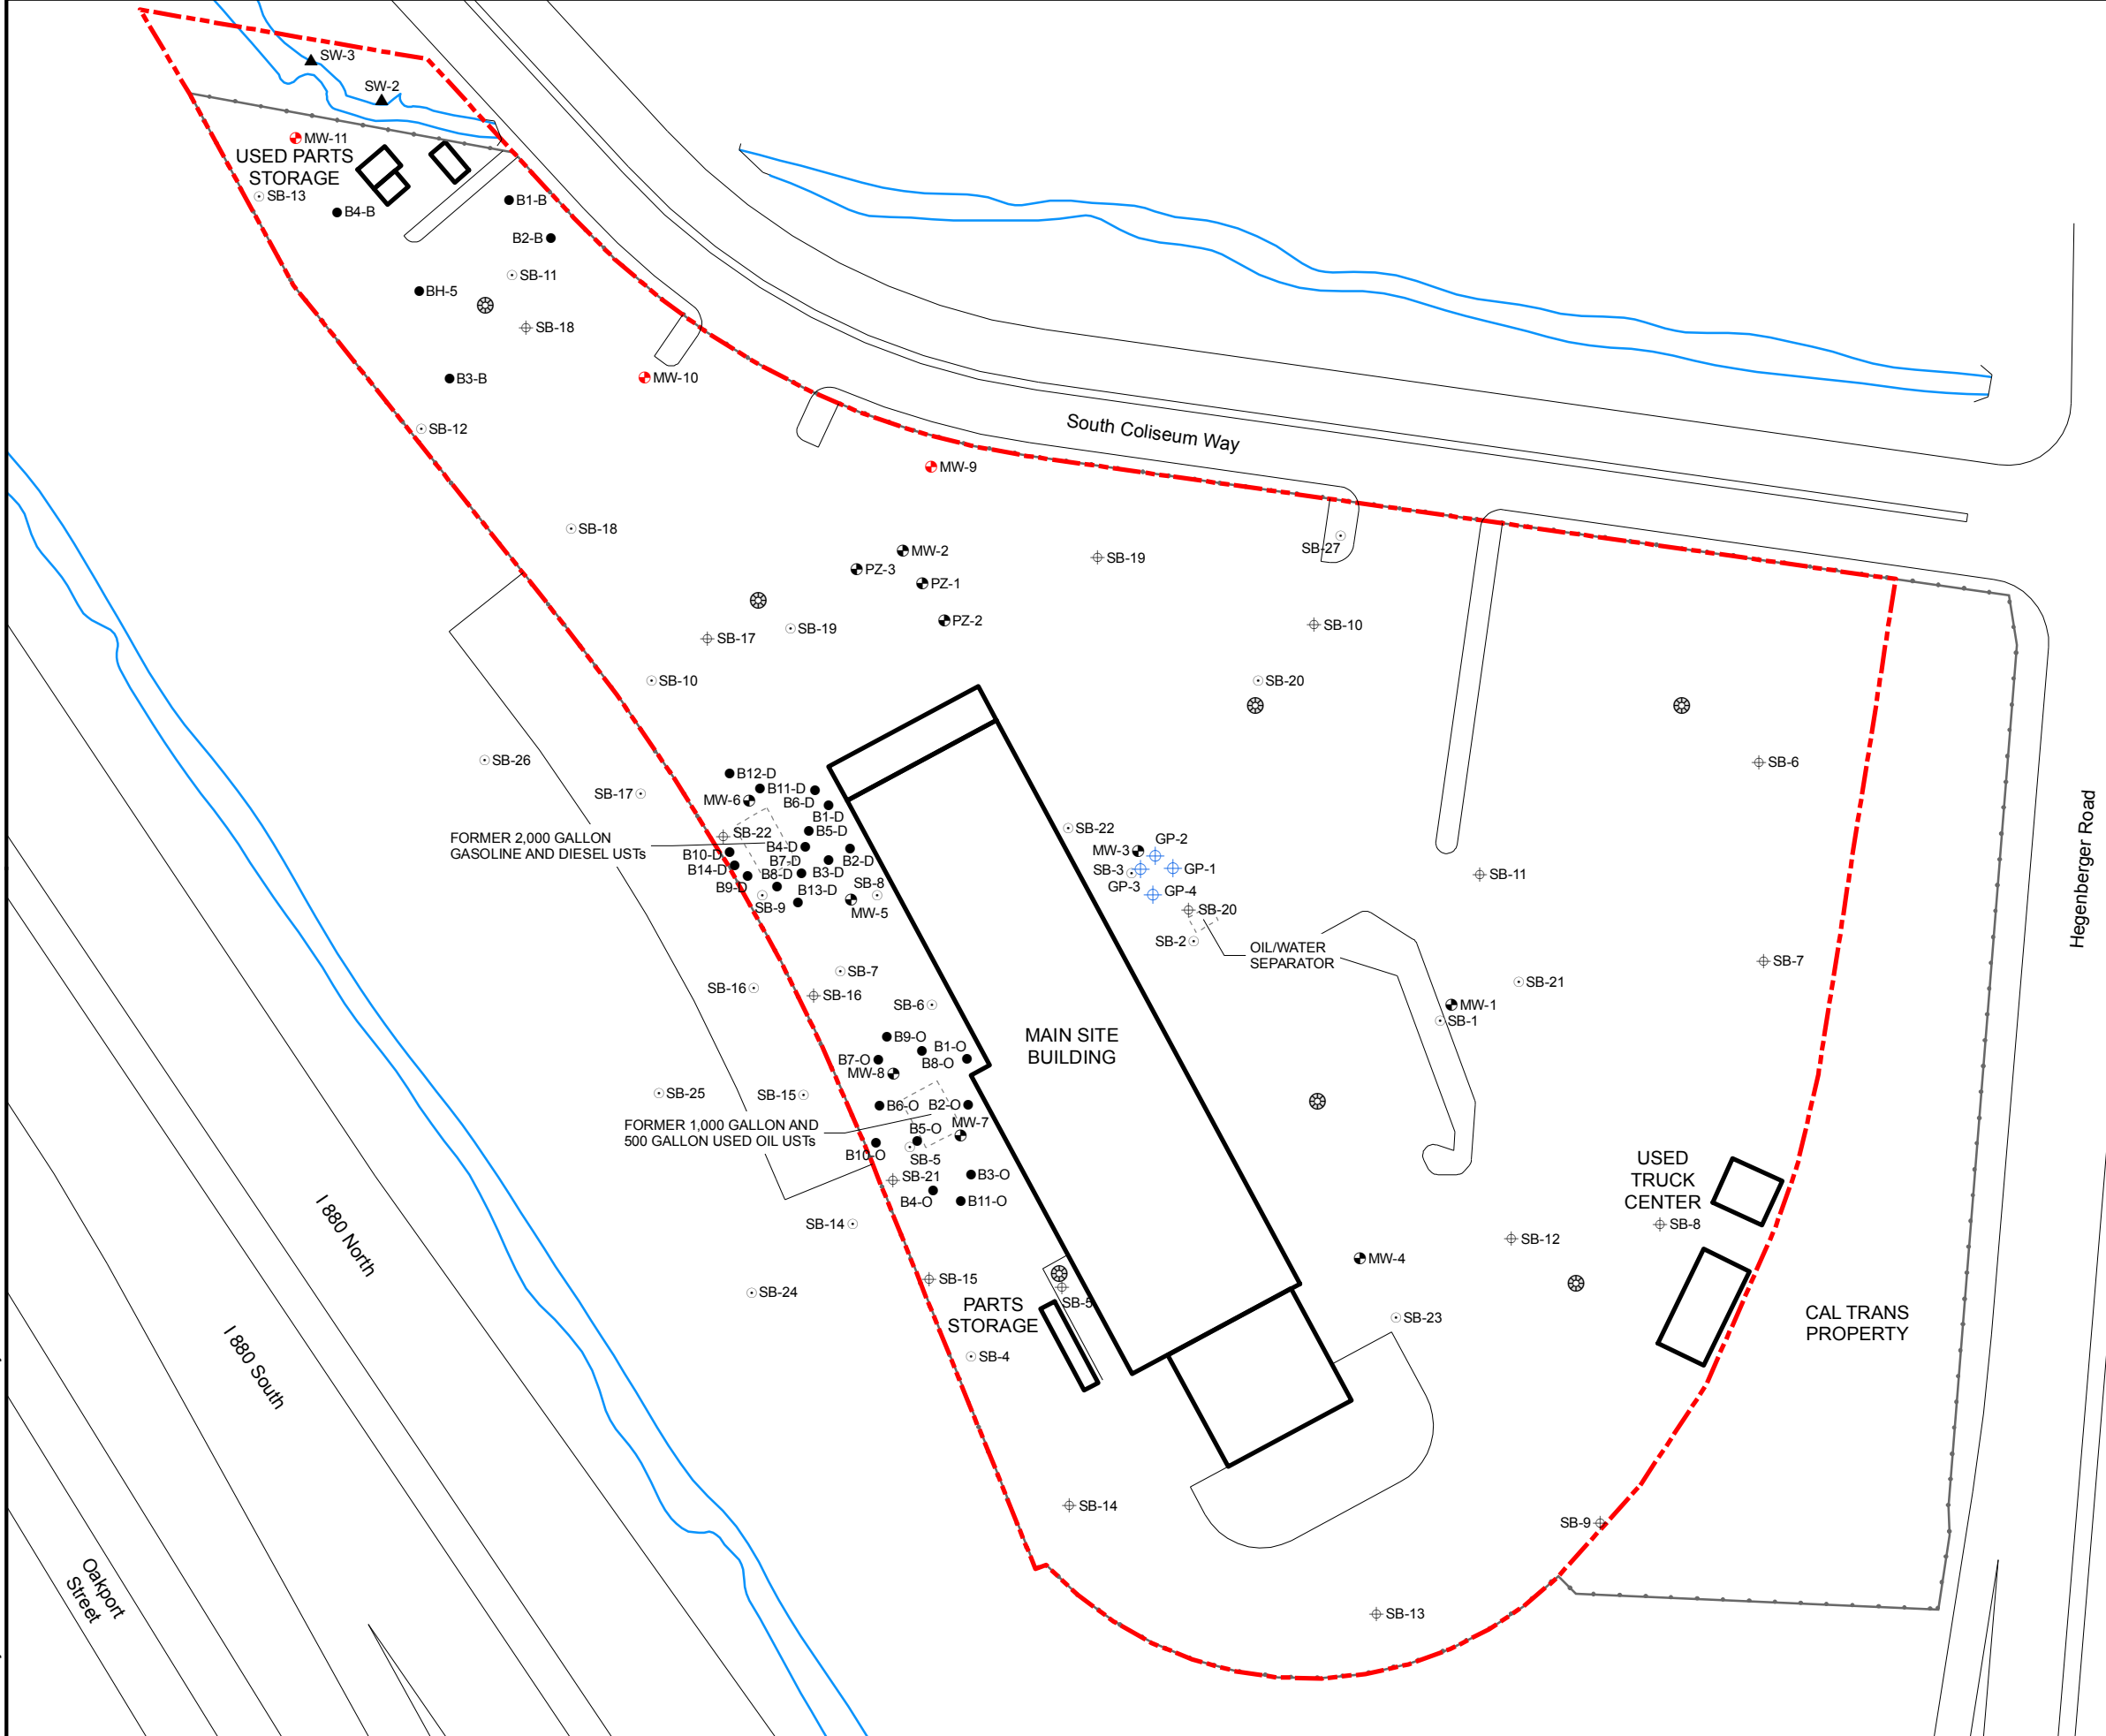 SW-3
SW-2
MW-11
USED PARTS
STORAGE
SB-13
B4-B
B1-B
B2-B
SB-11
BH-5
SB-18
B3-B
MW-10
SB-12
South Coliseum Way
MW-9
SB-18
SB-27
MW-2
SB-19
PZ-3
PZ-1
PZ-2
SB-10
SB-19
SB-17
SB-10
SB-20
SB-26
SB-6
SB-17
B12-D
B11-D
MW-6
B6-D
B1-D
SB-22
B5-D
SB-22
FORMER 2,000 GALLON
GASOLINE AND DIESEL USTs
B4-D
B10-D
B7-D
B2-D
B14-D
B8-D
B3-D
B9-D
B13-D
SB-8
SB-9
MW-5
GP-2
MW-3
SB-3
GP-1
GP-3
GP-4
SB-11
SB-20
SB-2
OIL/WATER
SEPARATOR
Hegenberger Road
SB-7
SB-7
SB-16
SB-16
SB-6
SB-21
MW-1
SB-1
MAIN SITE
BUILDING
B9-O
B1-O
B7-O
B8-O
MW-8
SB-25
SB-15
B6-O
B2-O
FORMER 1,000 GALLON AND
500 GALLON USED OIL USTs
MW-7
B5-O
B10-O
SB-5
SB-21
B3-O
B4-O
B11-O
SB-14
USED
TRUCK
CENTER
SB-8
SB-12
MW-4
I 880 North
SB-24
SB-15
SB-5
PARTS
STORAGE
SB-23
CAL TRANS
PROPERTY
SB-4
I 880 South
SB-14
SB-9
Oakport
Street
SB-13